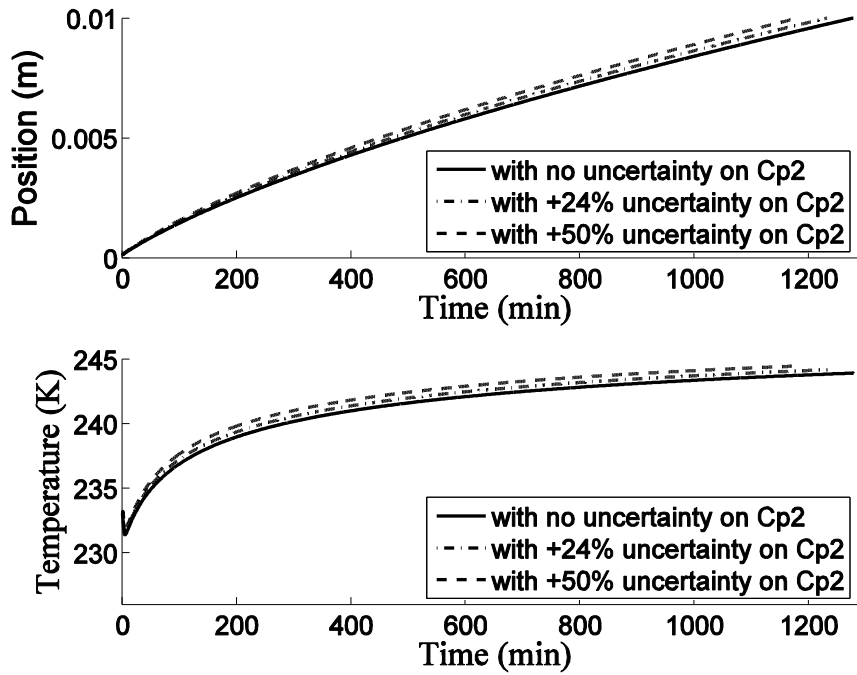 Position (m)
0.01
0.005
0
with no uncertainty on Cp2
with +24% uncertainty on Cp2
with +50% uncertainty on Cp2
0 200 400 600 800 1000 1200
Time (min)
Temperature (K)
245
240
235
230
with no uncertainty on Cp2
with +24% uncertainty on Cp2
with +50% uncertainty on Cp2
0 200 400 600 800 1000 1200
Time (min)